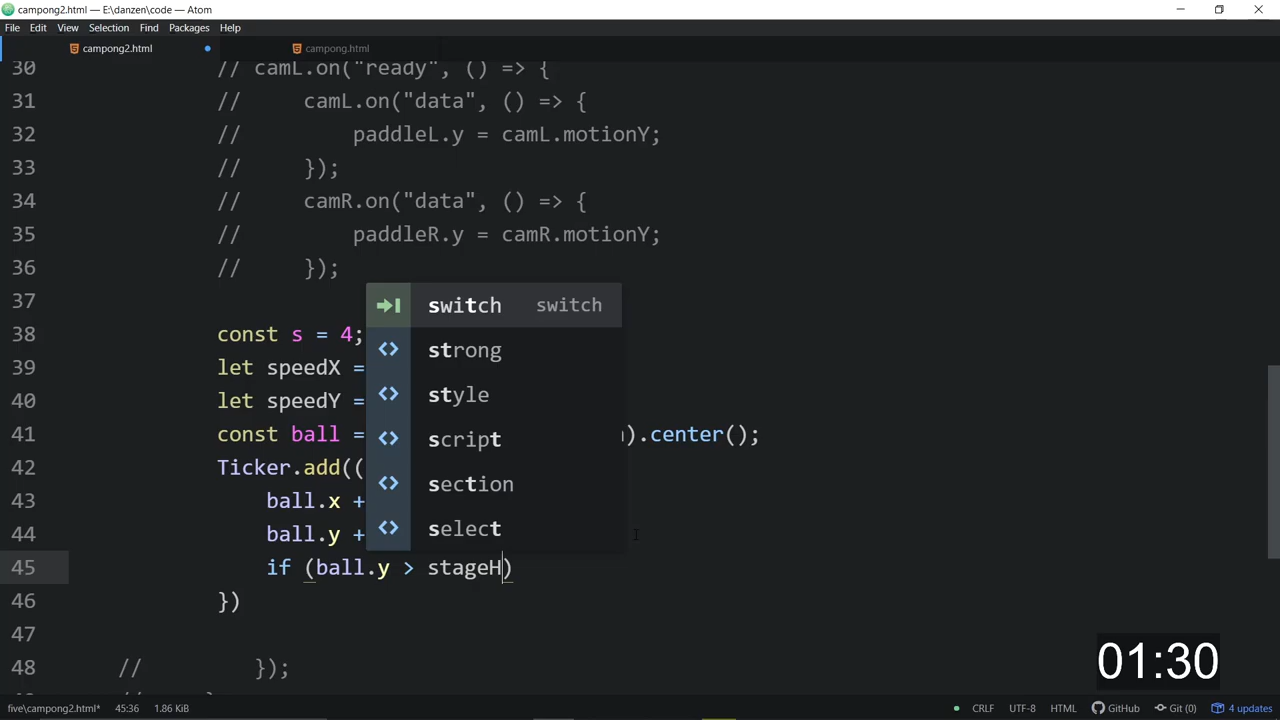 campong2.html — E:\danzen\code — Atom
File Edit View Selection Find Packages Help
campong2.html campong.html
30 // camL.on("ready", () => {
31 // camL.on("data", () => {
32 // paddleL.y = camL.motionY;
33 // });
34 // camR.on("data", () => {
35 // paddleR.y = camR.motionY;
36 // });
37
38 const s = 4;
39 let speedX =
40 let speedY =
41 const ball = ).center();
42 Ticker.add((
43 ball.x +
44 ball.y +
45 if (ball.y > stageH)
46 })
47
48 // });
switch switch
strong
style
script
section
select
01:30
five\campong2.html* 45:36 1.86 KiB CRLF UTF-8 HTML GitHub Git (0) 4 updates